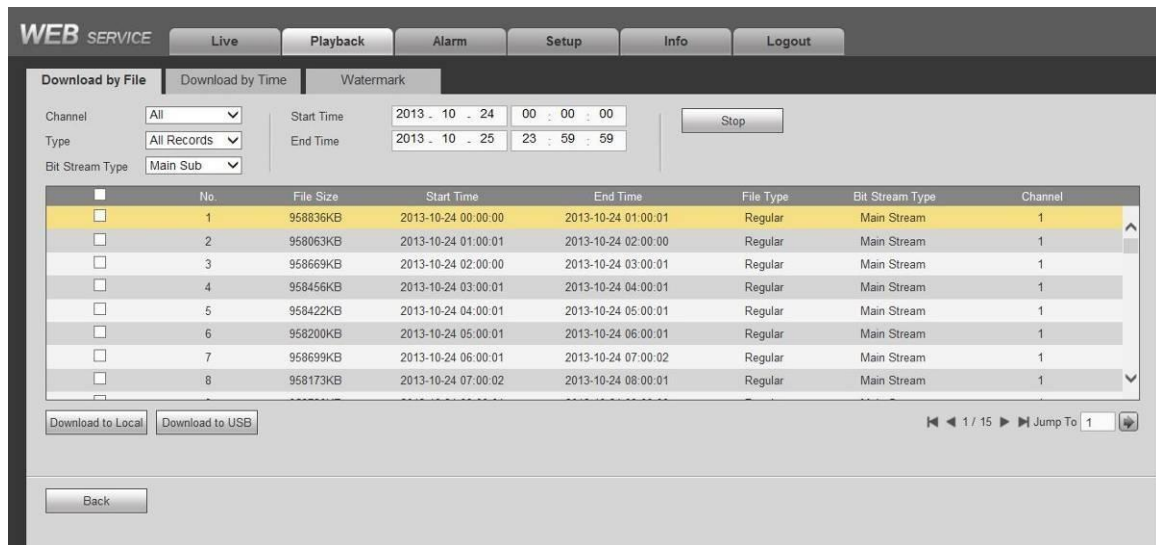 WEB SERVICE Live Playback Alarm Setup Info Logout
Download by File Download by Time Watermark
Channel All Start Time 2013 - 10 - 24 00 : 00 : 00 Stop
Type All Records End Time 2013 - 10 - 25 23 : 59 : 59
Bit Stream Type Main Sub
No. File Size Start Time End Time File Type Bit Stream Type Channel
1 958836KB 2013-10-24 00:00:00 2013-10-24 01:00:01 Regular Main Stream 1
2 958063KB 2013-10-24 01:00:01 2013-10-24 02:00:00 Regular Main Stream 1
3 958669KB 2013-10-24 02:00:00 2013-10-24 03:00:01 Regular Main Stream 1
4 958456KB 2013-10-24 03:00:01 2013-10-24 04:00:01 Regular Main Stream 1
5 958422KB 2013-10-24 04:00:01 2013-10-24 05:00:01 Regular Main Stream 1
6 958200KB 2013-10-24 05:00:01 2013-10-24 06:00:01 Regular Main Stream 1
7 958699KB 2013-10-24 06:00:01 2013-10-24 07:00:02 Regular Main Stream 1
8 958173KB 2013-10-24 07:00:02 2013-10-24 08:00:01 Regular Main Stream 1
Download to Local Download to USB 1 / 15 Jump To 1
Back